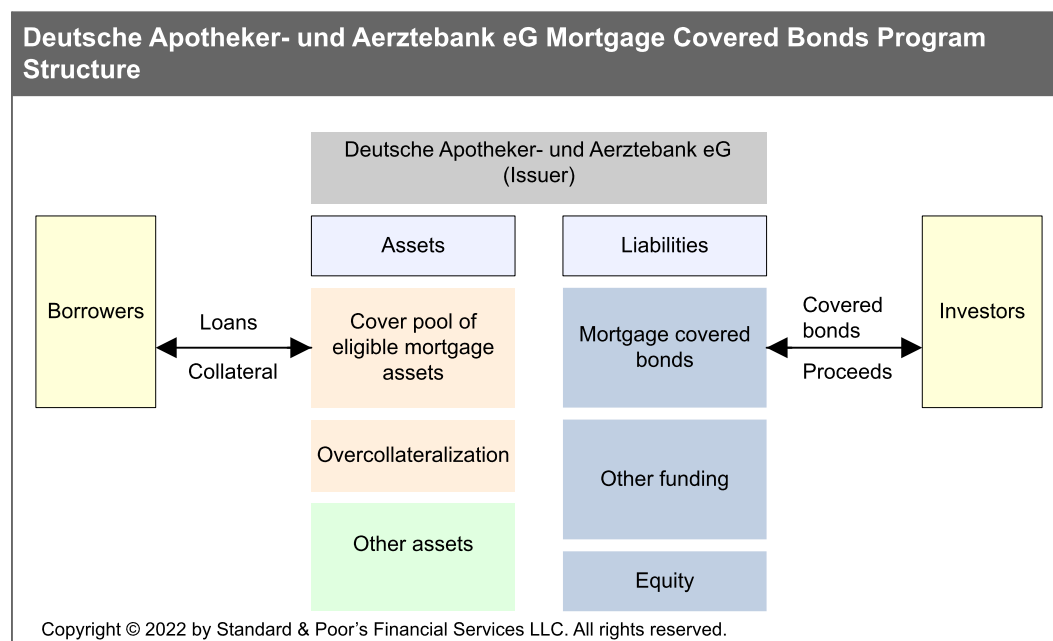 Deutsche Apotheker- und Aerztebank eG Mortgage Covered Bonds Program
Structure
Deutsche Apotheker- und Aerztebank eG
(Issuer)
Assets
Liabilities
Borrowers
Loans
Collateral
Cover pool of
eligible mortgage
assets
Mortgage covered
bonds
Covered
bonds
Proceeds
Investors
Overcollateralization
Other funding
Other assets
Equity
Copyright © 2022 by Standard & Poor’s Financial Services LLC. All rights reserved.